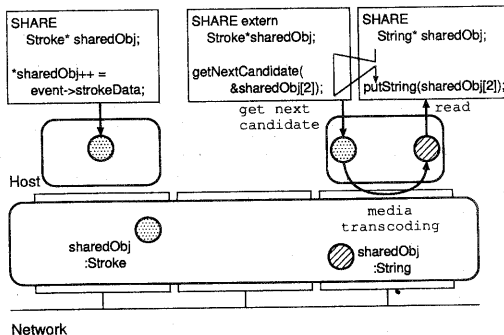 SHARE
Stroke* sharedObj;
*sharedObj++ =
event->strokeData;
SHARE extern
Stroke*sharedObj;
getNextCandidate(
&sharedObj[2]);
SHARE
String* sharedObj;
putString(sharedObj[2]);
get next
candidate
read
Host
media
transcoding
sharedObj
:Stroke
sharedObj
:String
Network